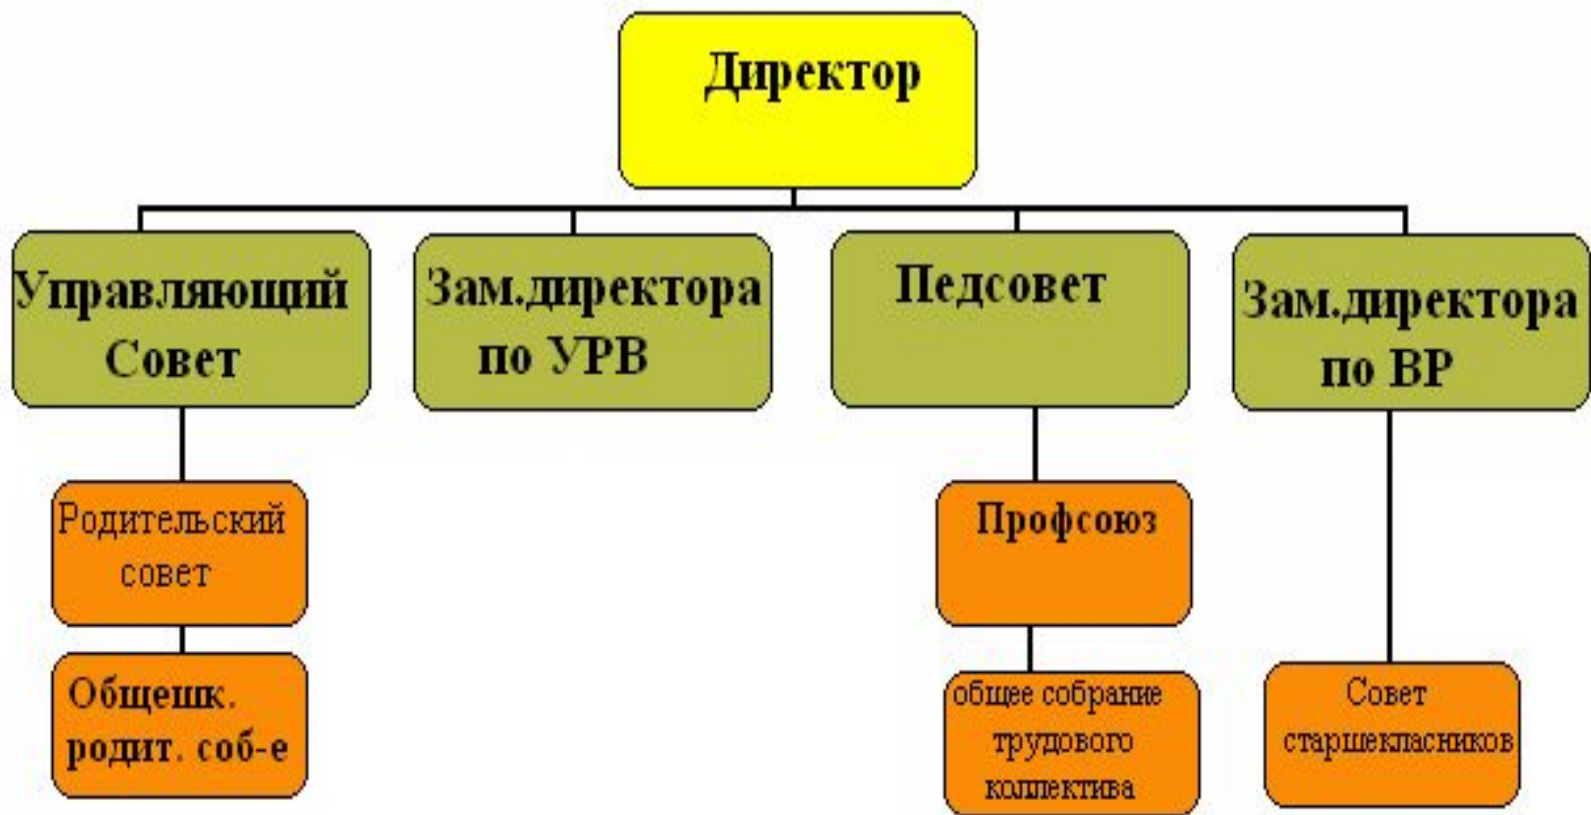 Директор
Управляющий
Совет
Зам.директора
по УРВ
Педсовет
Зам.директора
по ВР
Родительский
совет
Профсоюз
Общешк.
родит. соб-е
общее собрание
трудового
коллектива
Совет
старшекласников